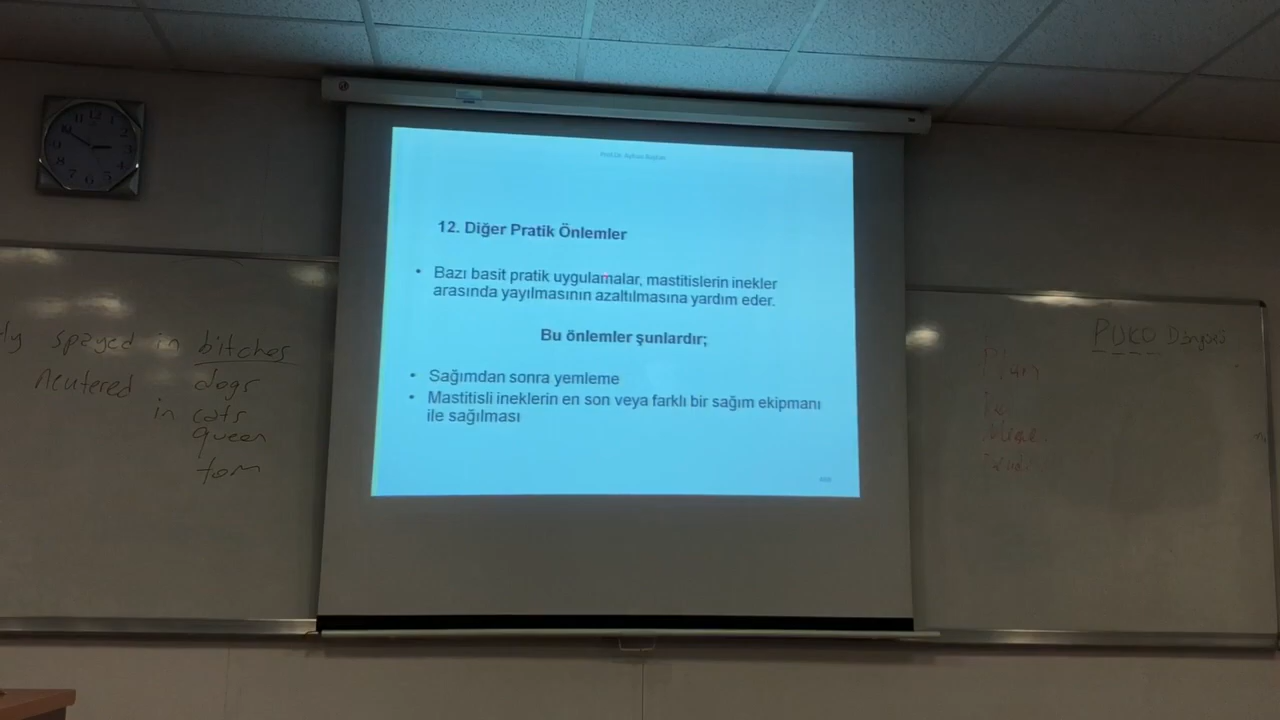 12. Diğer Pratik Önlemler
• Bazı basit pratik uygulamalar, mastitislerin inekler
arasında yayılmasının azaltılmasına yardım eder.
Bu önlemler şunlardır;
• Sağımdan sonra yemleme
• Mastitisli ineklerin en son veya farklı bir sağım ekipmanı
ile sağılması
spayed in bitches
neutered dogs
in cats
queen
tom
PUKO
Plan